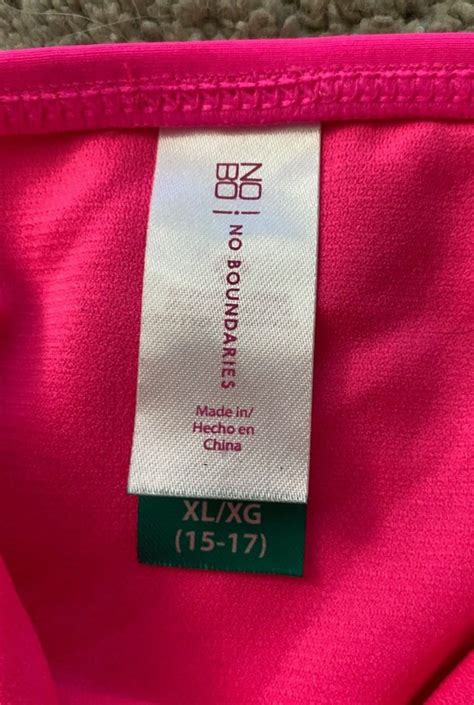 NO
BO
NO BOUNDARIES
Made in/
Hecho en
China
XL/XG
(15-17)